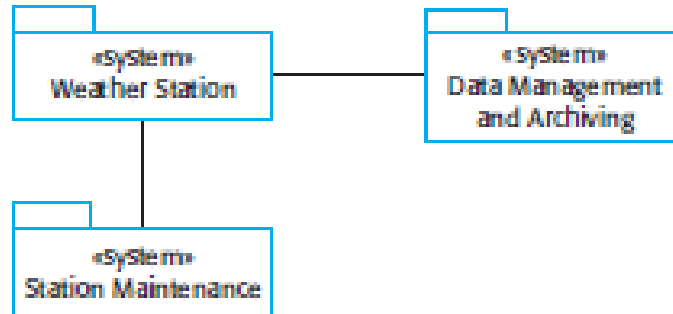 «system»
Weather Station
«system»
Data Management
and Archiving
«system»
Station Maintenance